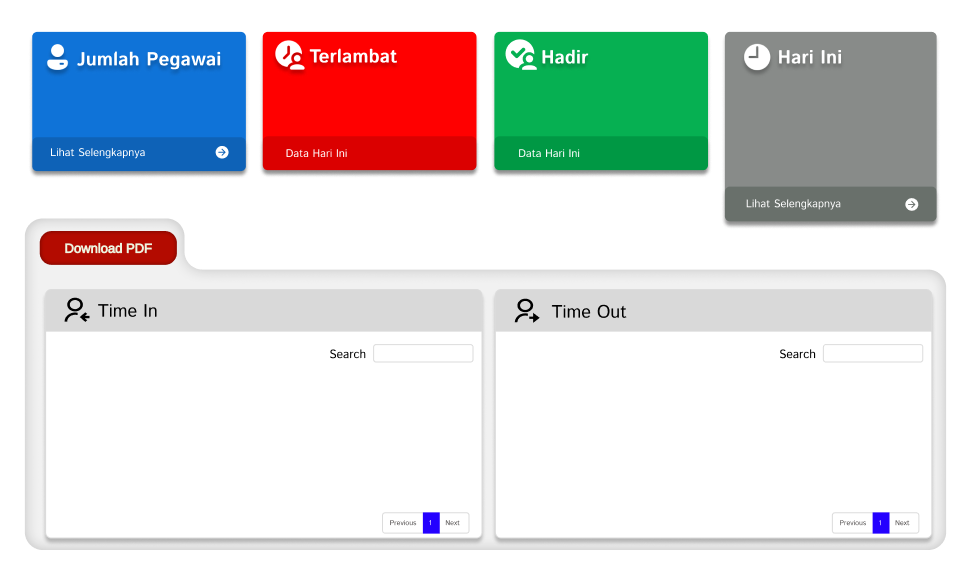 Jumlah Pegawai
Lihat Selengkapnya
Terlambat
Data Hari Ini
Hadir
Data Hari Ini
Hari Ini
Lihat Selengkapnya
Download PDF
Time In
Search
Previous 1 Next
Time Out
Search
Previous 1 Next